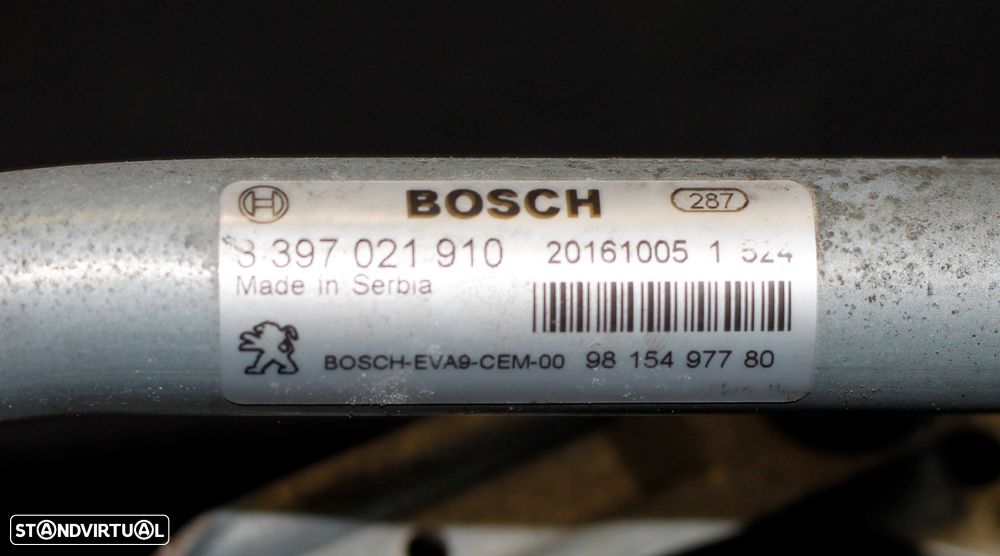 BOSCH 287
3 397 021 910 20161005 1 524
Made in Serbia
BOSCH-EVA9-CEM-00 98 154 977 80
STANDVIRTUAL